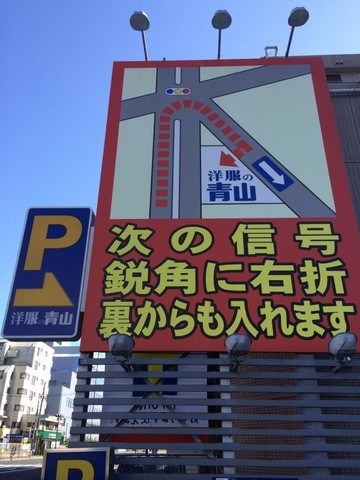 洋服の
青山
次の信号
鋭角に右折
裏からも入れます
P
洋服の青山
P